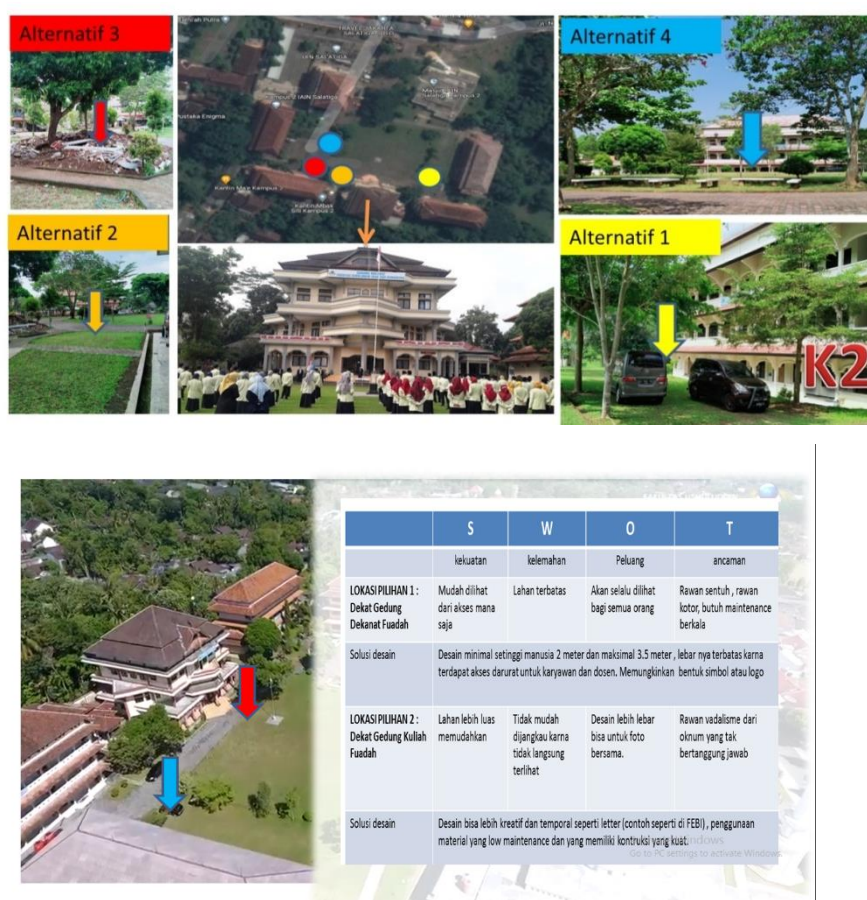 Alternatif 3
Alternatif 4
Alternatif 2
Alternatif 1
K2
S
W
O
T
kekuatan
kelemahan
Peluang
ancaman
LOKASI PILIHAN 1 :
Dekat Gedung
Dekanat Fuadah
Mudah dilihat
dari akses mana
saja
Lahan terbatas
Akan selalu dilihat
bagi semua orang
Rawan sentuh , rawan
kotor, butuh maintenance
berkala
Solusi desain
Desain minimal setinggi manusia 2 meter dan maksimal 3.5 meter , lebar nya terbatas karna
terdapat akses darurat untuk karyawan dan dosen. Memungkinkan bentuk simbol atau logo
LOKASI PILIHAN 2 :
Dekat Gedung Kuliah
Fuadah
Lahan lebih luas
memudahkan
Tidak mudah
dijangkau karna
tidak langsung
terlihat
Desain lebih lebar
bisa untuk foto
bersama.
Rawan vadalisme dari
oknum yang tak
bertanggung jawab
Solusi desain
Desain bisa lebih kreatif dan temporal seperti letter (contoh seperti di FEBI) , penggunaan
material yang low maintenance dan yang memiliki kontruksi yang kuat.
Go to PC settings to activate Windows